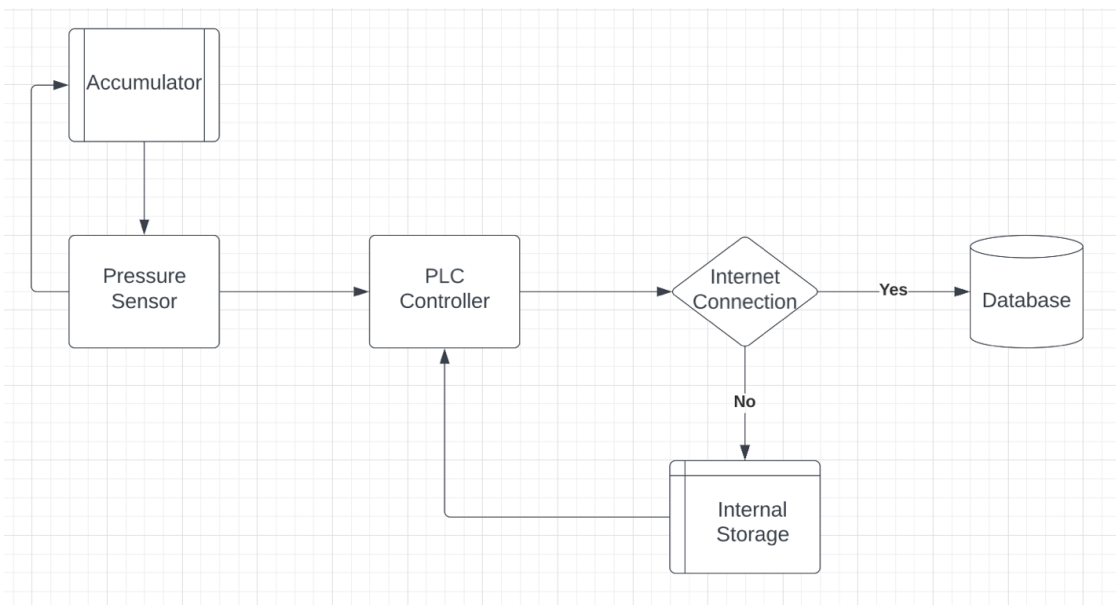 Accumulator
Pressure
Sensor
PLC
Controller
Internet
Connection
Yes
Database
No
Internal
Storage